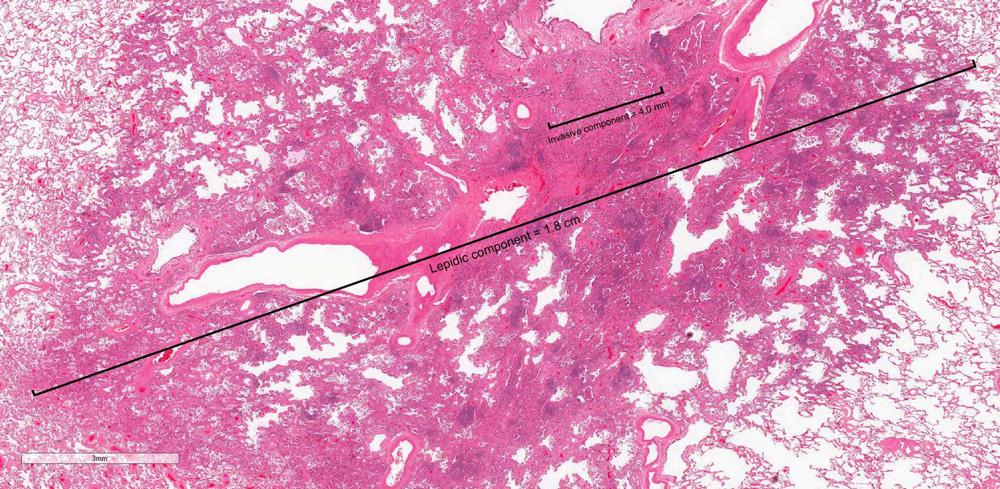 Invasive component = 4.0 mm
Lepidic component = 1.8 cm
3mm